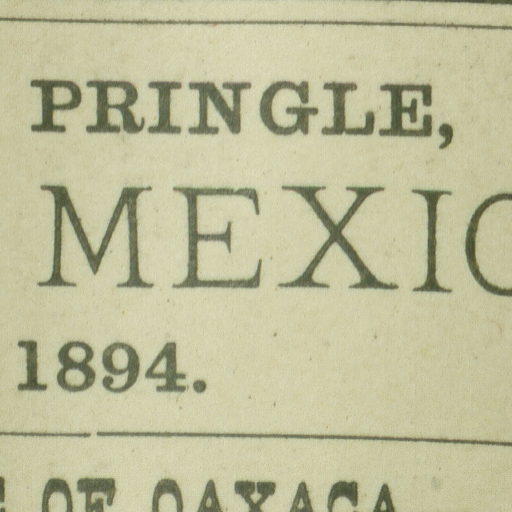 PRINGLE,
MEXIC
1894.
OF OAXACA